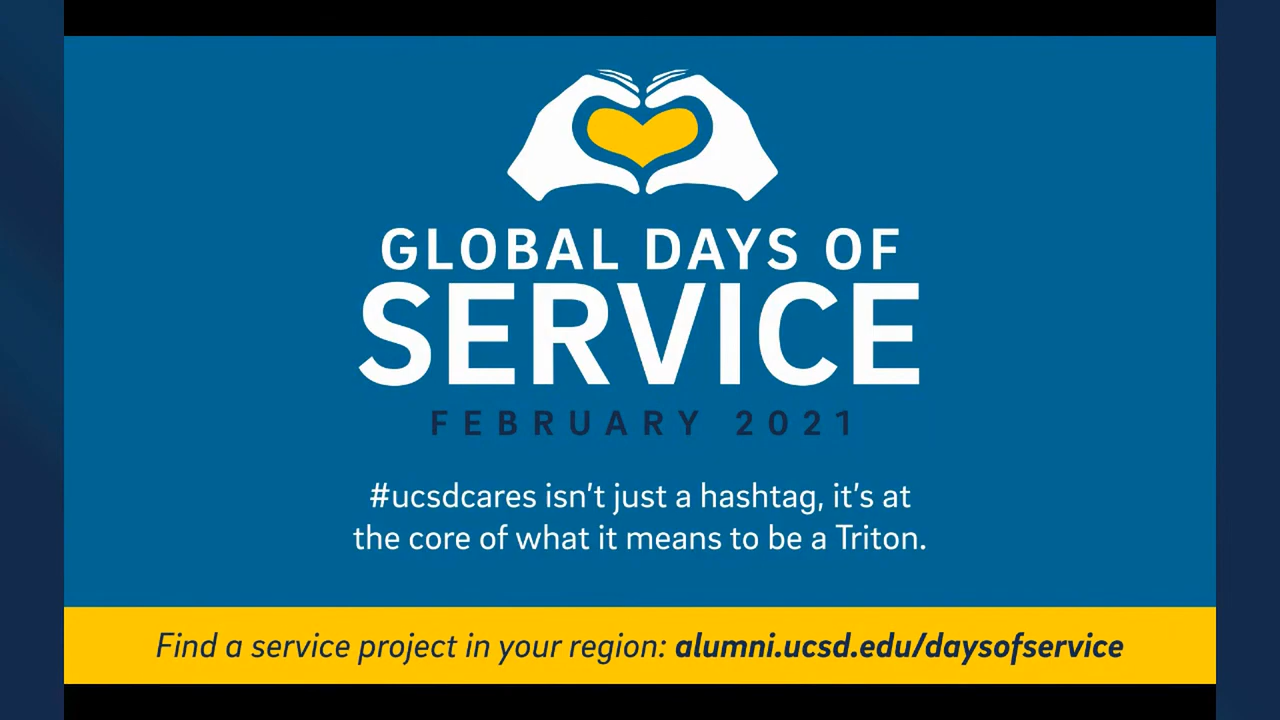 GLOBAL DAYS OF
SERVICE
FEBRUARY 2021
#ucsdcares isn't just a hashtag, it's at
the core of what it means to be a Triton.
Find a service project in your region: alumni.ucsd.edu/daysofservice